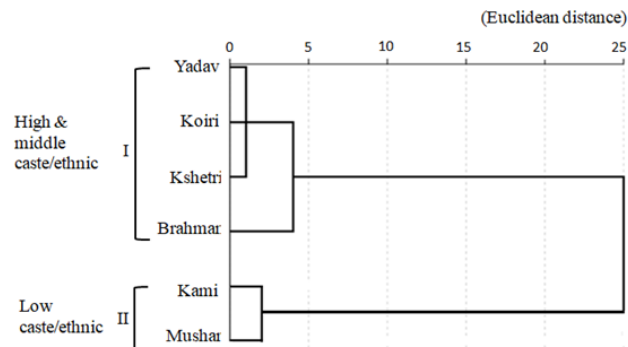 (Euclidean distance)
0 5 10 15 20 25
Yadav
Koiri
Kshetri
Brahmar
High &
middle
caste/ethnic
I
Kami
Mushar
Low
caste/ethnic
II